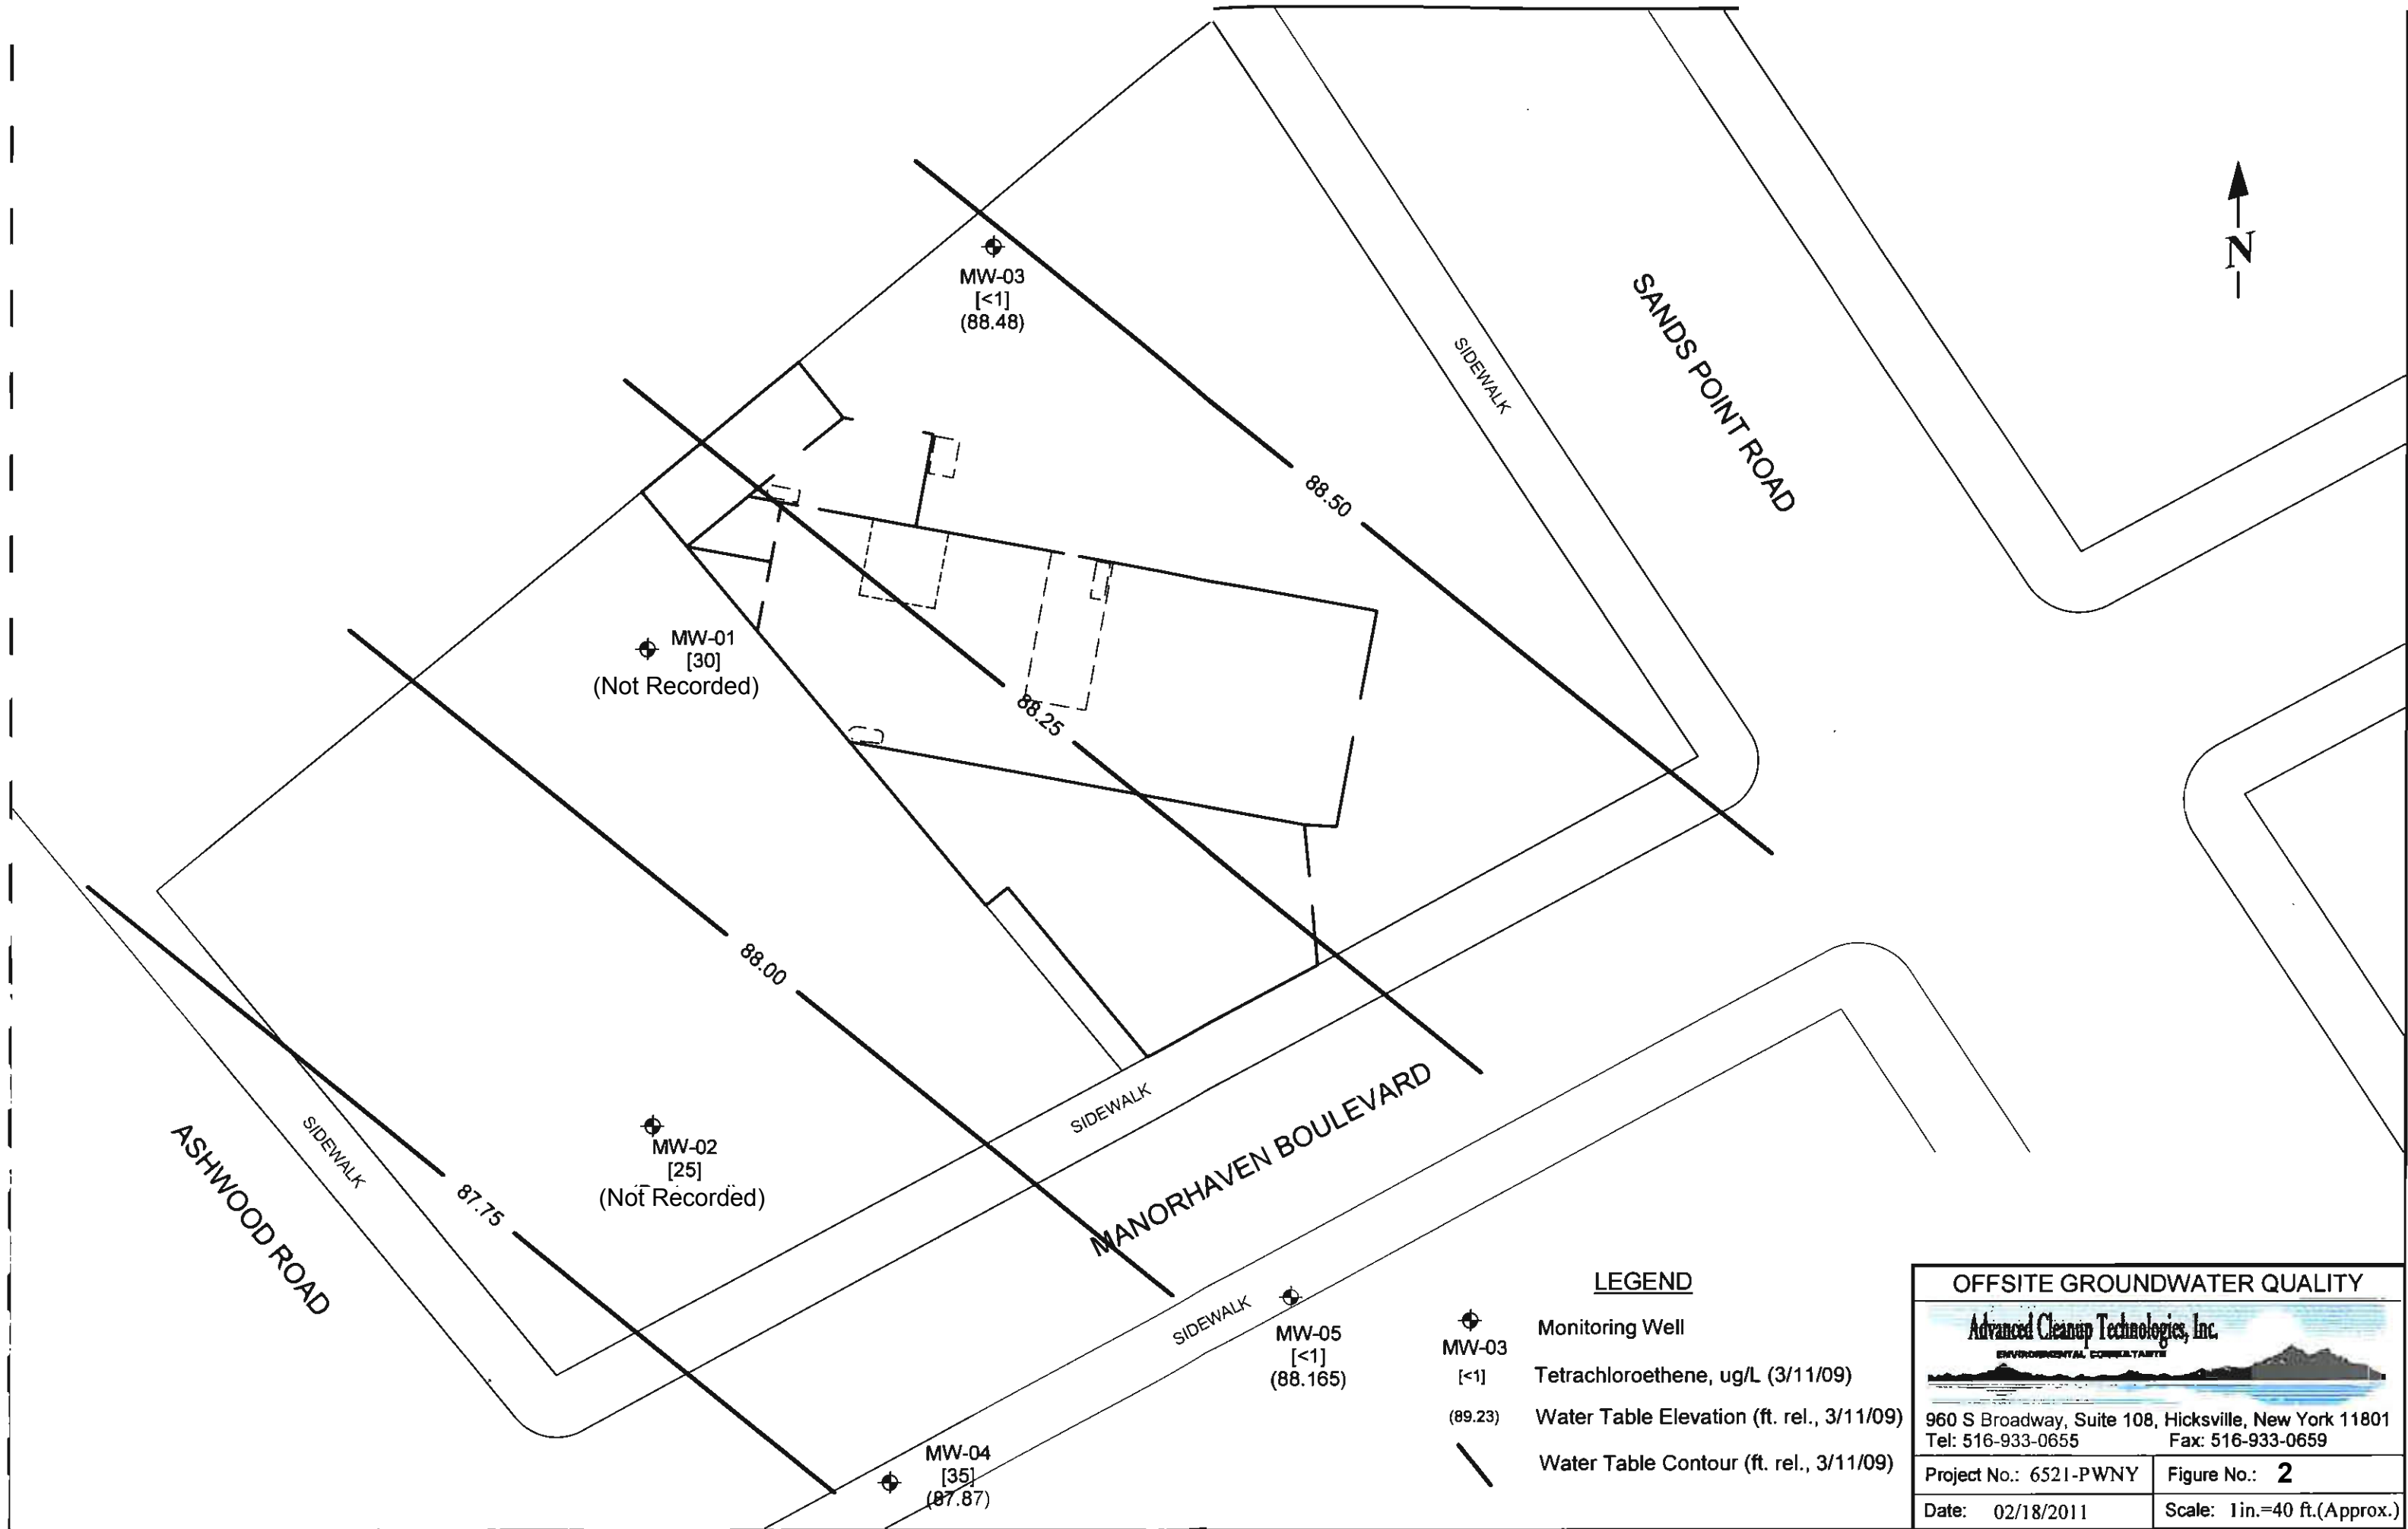 MW-03
[<1]
(88.48)
N
SIDEWALK
SANDS POINT ROAD
88.50
MW-01
[30]
(Not Recorded)
88.25
88.00
SIDEWALK
MANORHAVEN BOULEVARD
ASHWOOD ROAD
SIDEWALK
87.75
MW-02
[25]
(Not Recorded)
SIDEWALK
MW-05
[<1]
(88.165)
MW-04
[35]
(87.87)
LEGEND
Monitoring Well
MW-03
[<1] Tetrachloroethene, ug/L (3/11/09)
(89.23) Water Table Elevation (ft. rel., 3/11/09)
Water Table Contour (ft. rel., 3/11/09)
OFFSITE GROUNDWATER QUALITY
Advanced Cleanup Technologies, Inc.
ENVIRONMENTAL CONSULTANTS
960 S Broadway, Suite 108, Hicksville, New York 11801
Tel: 516-933-0655 Fax: 516-933-0659
Project No.: 6521-PWNY Figure No.: 2
Date: 02/18/2011 Scale: 1in.=40 ft.(Approx.)